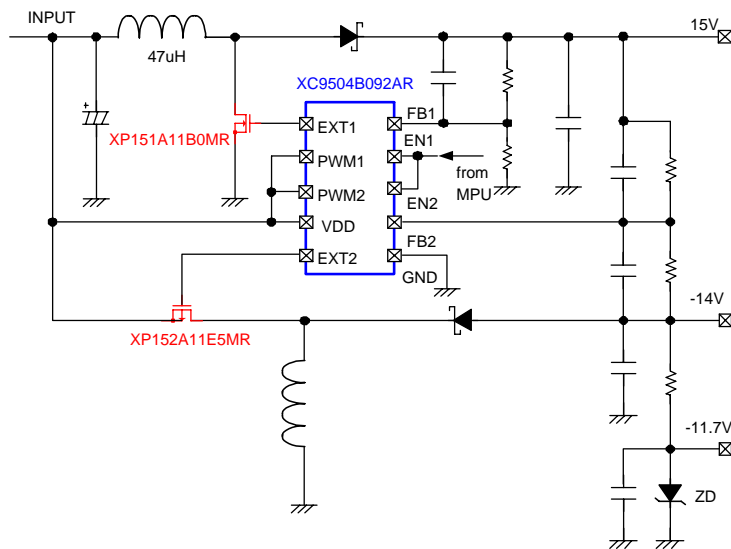 INPUT
15V
47uH
XC9504B092AR
FB1
EXT1
XP151A11B0MR
EN1
PWM1
from
MPU
PWM2
EN2
VDD
FB2
EXT2
GND
-14V
XP152A11E5MR
-11.7V
ZD
+